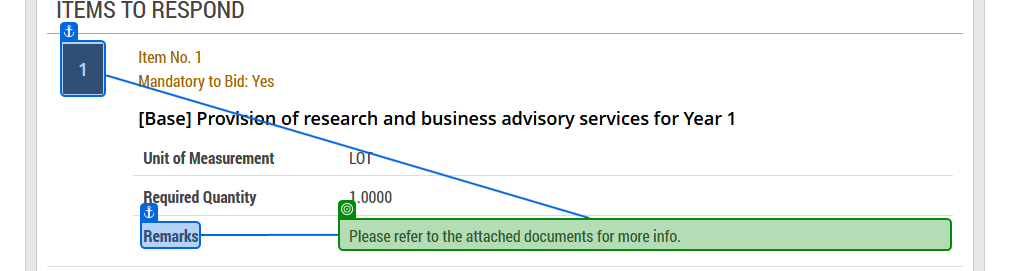 ITEMS TO RESPOND
1
Item No. 1
Mandatory to Bid: Yes
[Base] Provision of research and business advisory services for Year 1
Unit of Measurement LOT
Required Quantity 1.0000
Remarks Please refer to the attached documents for more info.